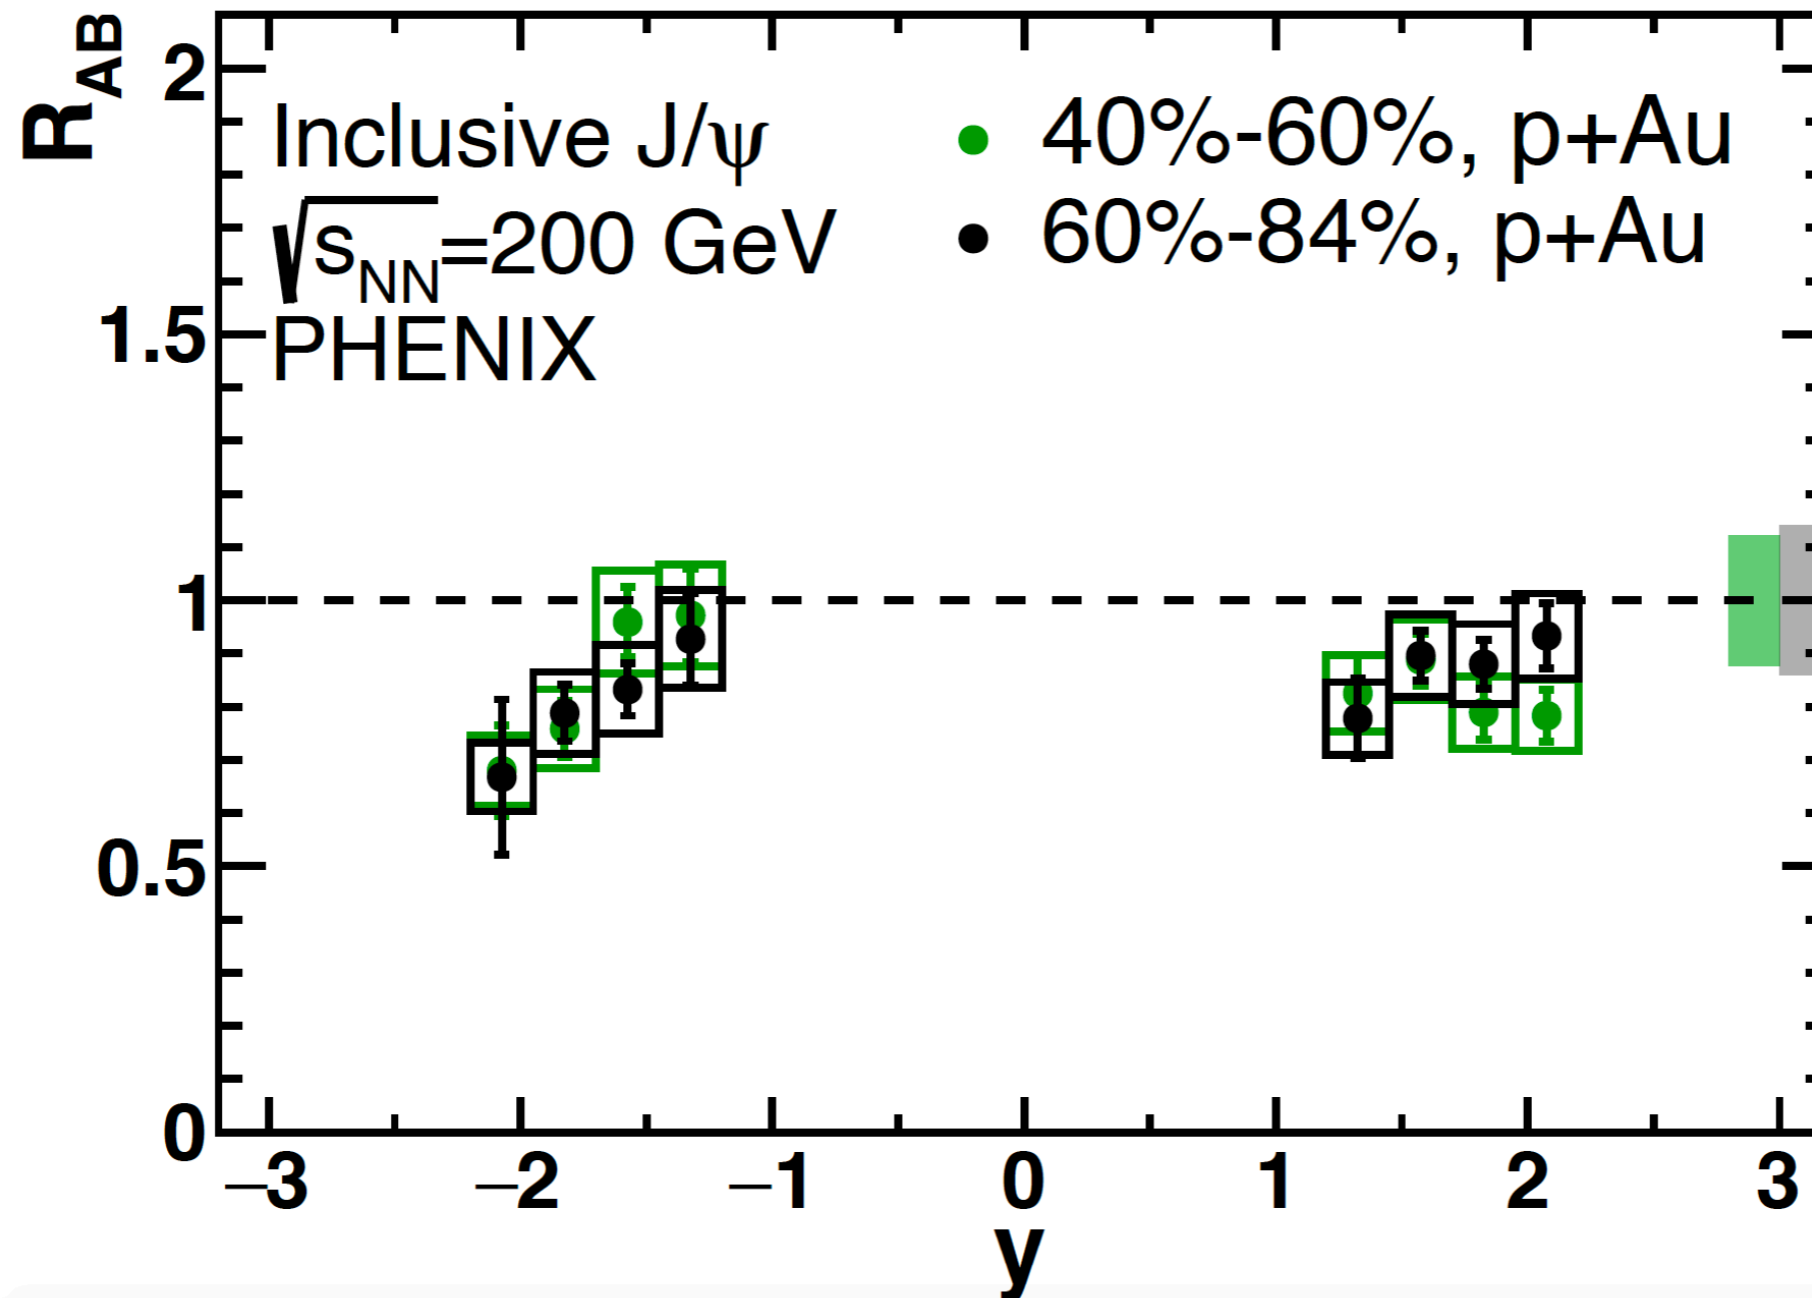 R_AB
2
1.5
1
0.5
0
Inclusive J/ψ
√s_NN=200 GeV
PHENIX
40%-60%, p+Au
60%-84%, p+Au
−3 −2 −1 0 1 2 3
y